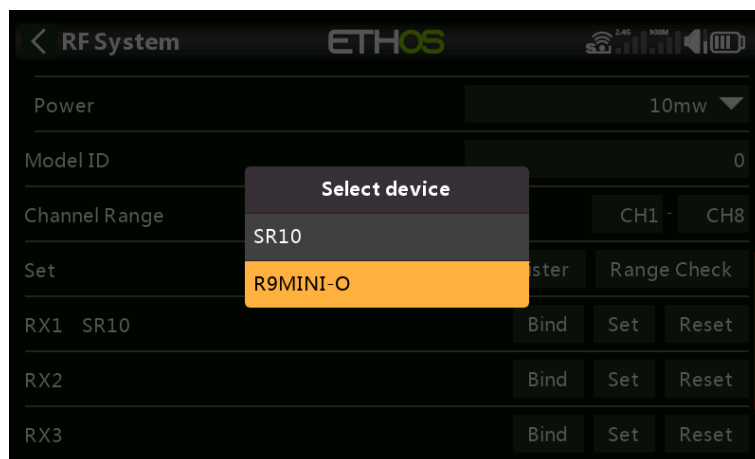 RF System ETHOS 2.4G 900M
Power 10mw
Model ID 0
Select device
Channel Range CH1 - CH8
SR10
Set ister Range Check
R9MINI-O
RX1 SR10 Bind Set Reset
RX2 Bind Set Reset
RX3 Bind Set Reset